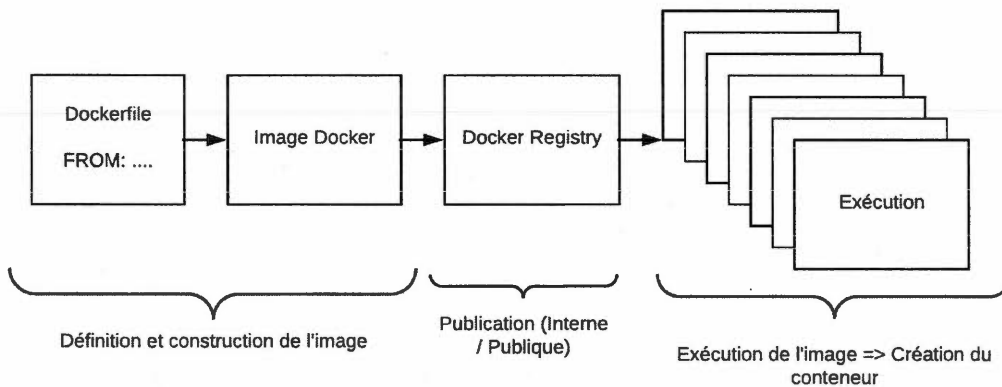 Dockerfile
FROM: ....
Image Docker
Docker Registry
Exécution
Définition et construction de l'image
Publication (Interne
/ Publique)
Exécution de l'image => Création du
conteneur